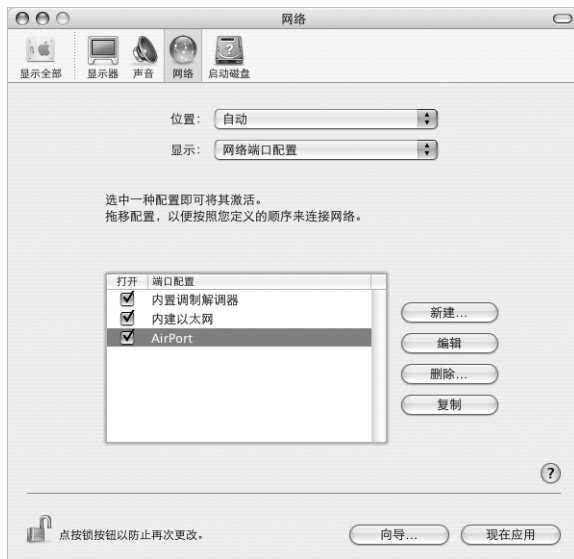 网络
显示全部 显示器 声音 网络 启动磁盘
位置: 自动
显示: 网络端口配置
选中一种配置即可将其激活。
拖移配置，以便按照您定义的顺序来连接网络。
打开 端口配置
内置调制解调器
内建以太网
AirPort
新建...
编辑
删除...
复制
?
点按锁按钮以防止再次更改。
向导... 现在应用